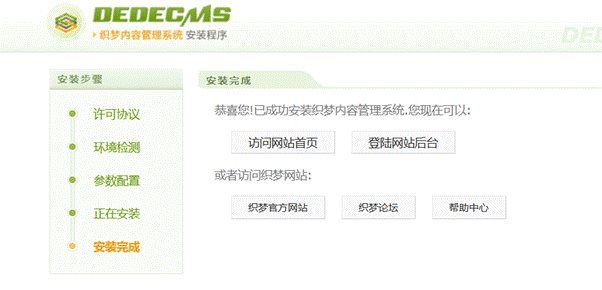 DEDECMS
织梦内容管理系统 安装程序
DED
安装步骤
许可协议
环境检测
参数配置
正在安装
安装完成
安装完成
恭喜您!已成功安装织梦内容管理系统,您现在可以:
访问网站首页 登陆网站后台
或者访问织梦网站:
织梦官方网站 织梦论坛 帮助中心